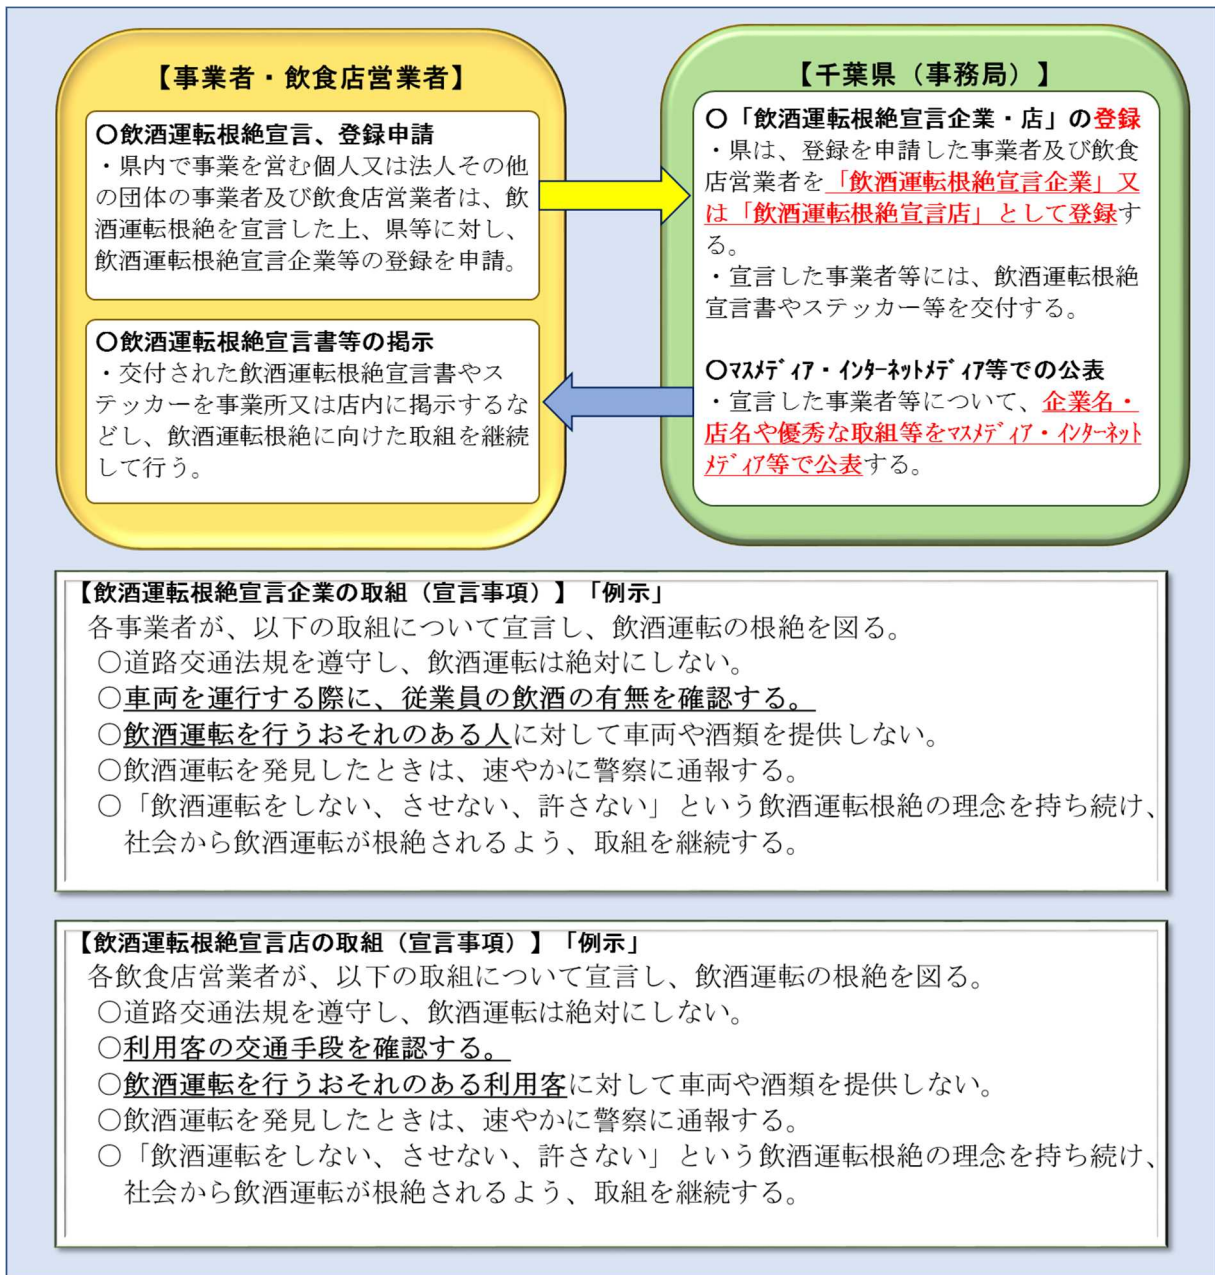 【事業者・飲食店営業者】
〇飲酒運転根絶宣言、登録申請
・県内で事業を営む個人又は法人その他
の団体の事業者及び飲食店営業者は、飲
酒運転根絶を宣言した上、県等に対し、
飲酒運転根絶宣言企業等の登録を申請。
〇飲酒運転根絶宣言書等の掲示
・交付された飲酒運転根絶宣言書やス
テッカーを事業所又は店内に掲示するな
どし、飲酒運転根絶に向けた取組を継続
して行う。
【千葉県（事務局）】
〇「飲酒運転根絶宣言企業・店」の登録
・県は、登録を申請した事業者及び飲食
店営業者を「飲酒運転根絶宣言企業」又
は「飲酒運転根絶宣言店」として登録す
る。
・宣言した事業者等には、飲酒運転根絶
宣言書やステッカー等を交付する。
〇ﾏｽﾒﾃﾞｨｱ・ｲﾝﾀｰﾈｯﾄﾒﾃﾞｨｱ等での公表
・宣言した事業者等について、企業名・
店名や優秀な取組等をﾏｽﾒﾃﾞｨｱ・ｲﾝﾀｰﾈｯﾄ
ﾒﾃﾞｨｱ等で公表する。
【飲酒運転根絶宣言企業の取組（宣言事項）】「例示」
各事業者が、以下の取組について宣言し、飲酒運転の根絶を図る。
〇道路交通法規を遵守し、飲酒運転は絶対にしない。
〇車両を運行する際に、従業員の飲酒の有無を確認する。
〇飲酒運転を行うおそれのある人に対して車両や酒類を提供しない。
〇飲酒運転を発見したときは、速やかに警察に通報する。
〇「飲酒運転をしない、させない、許さない」という飲酒運転根絶の理念を持ち続け、
社会から飲酒運転が根絶されるよう、取組を継続する。
【飲酒運転根絶宣言店の取組（宣言事項）】「例示」
各飲食店営業者が、以下の取組について宣言し、飲酒運転の根絶を図る。
〇道路交通法規を遵守し、飲酒運転は絶対にしない。
〇利用客の交通手段を確認する。
〇飲酒運転を行うおそれのある利用客に対して車両や酒類を提供しない。
〇飲酒運転を発見したときは、速やかに警察に通報する。
〇「飲酒運転をしない、させない、許さない」という飲酒運転根絶の理念を持ち続け、
社会から飲酒運転が根絶されるよう、取組を継続する。